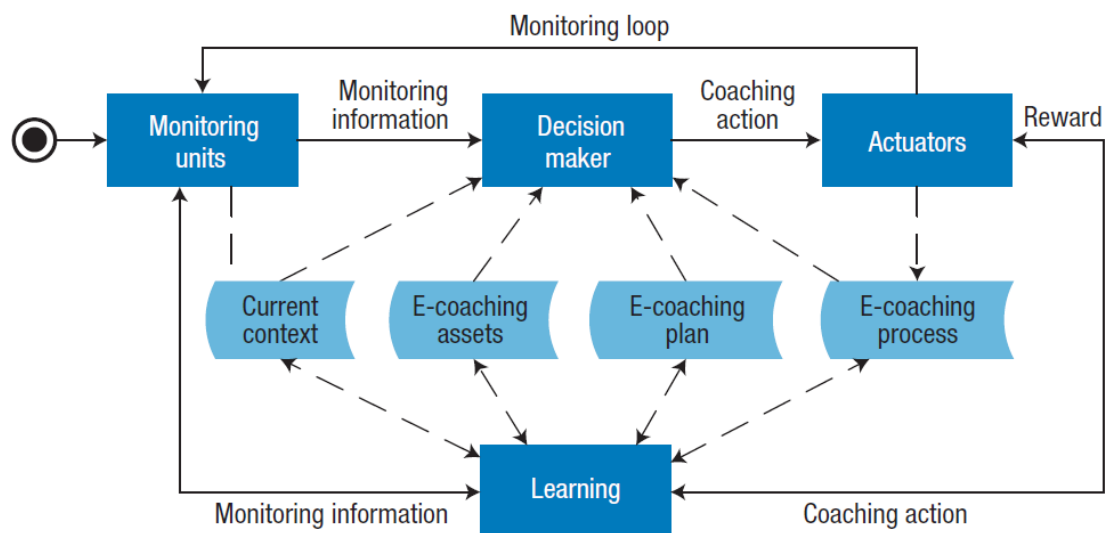 Monitoring loop
Monitoring
information
Coaching
action
Reward
Monitoring
units
Decision
maker
Actuators
Current
context
E-coaching
assets
E-coaching
plan
E-coaching
process
Learning
Monitoring information
Coaching action